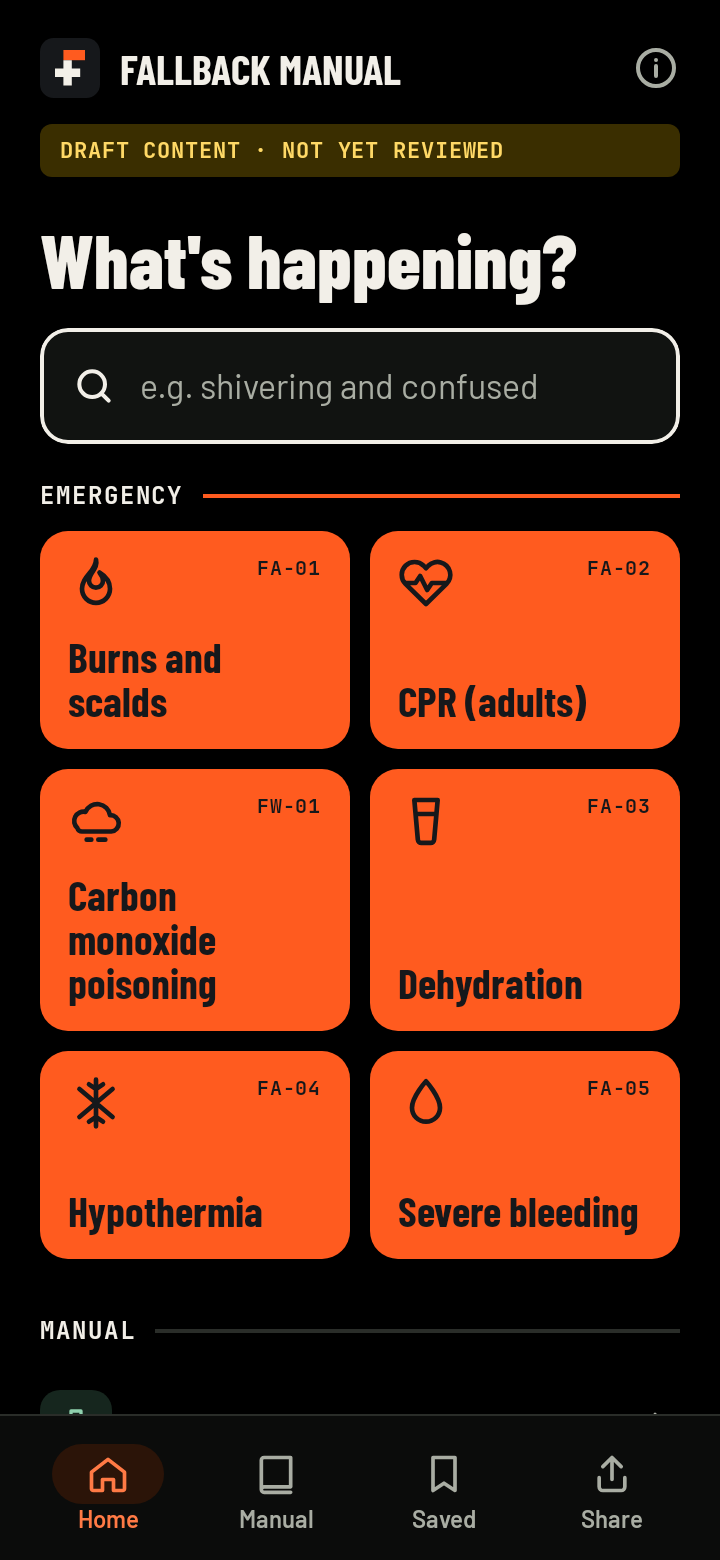 FALLBACK MANUAL
DRAFT CONTENT · NOT YET REVIEWED
What's happening?
e.g. shivering and confused
EMERGENCY
FA-01
Burns and
scalds
FA-02
CPR (adults)
FW-01
Carbon
monoxide
poisoning
FA-03
Dehydration
FA-04
Hypothermia
FA-05
Severe bleeding
MANUAL
Home
Manual
Saved
Share